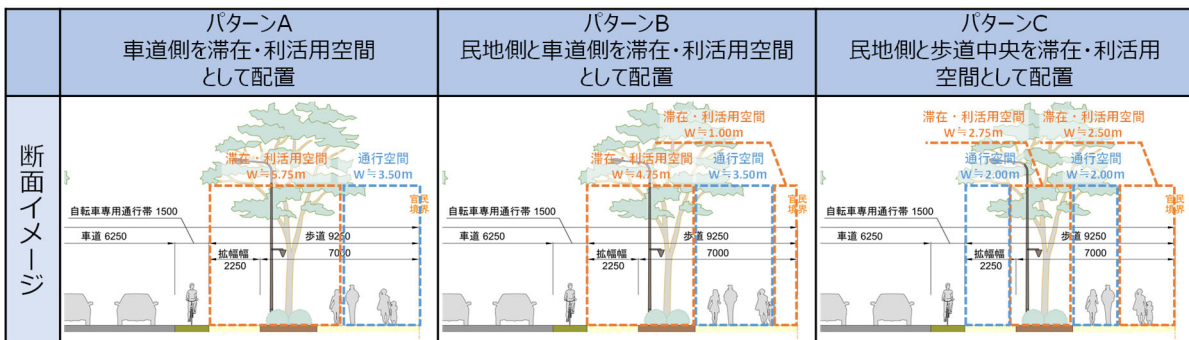 パターンA
車道側を滞在・利活用空間
として配置
パターンB
民地側と車道側を滞在・利活用空間
として配置
パターンC
民地側と歩道中央を滞在・利活用
空間として配置
断面イメージ
滞在・利活用空間
W≒5.75m
通行空間
W≒3.50m
官民境界
自転車専用通行帯 1500
車道 6250
歩道 9250
拡幅幅
2250
7000
滞在・利活用空間
W≒1.00m
滞在・利活用空間
W≒4.75m
通行空間
W≒3.50m
官民境界
自転車専用通行帯 1500
車道 6250
歩道 9250
拡幅幅
2250
7000
滞在・利活用空間
W≒2.75m
滞在・利活用空間
W≒2.50m
通行空間
W≒2.00m
通行空間
W≒2.00m
官民境界
自転車専用通行帯 1500
車道 6250
歩道 9250
拡幅幅
2250
7000